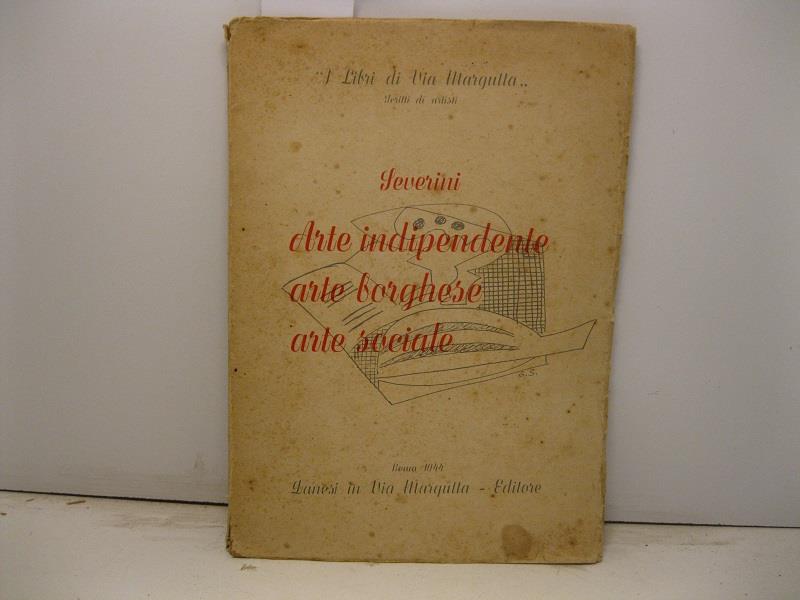 "I Libri di Via Margutta„
Scritti di artisti
Severini
Arte indipendente
arte borghese
arte sociale
G. S.
Roma 1944
Danesi in Via Margutta - Editore